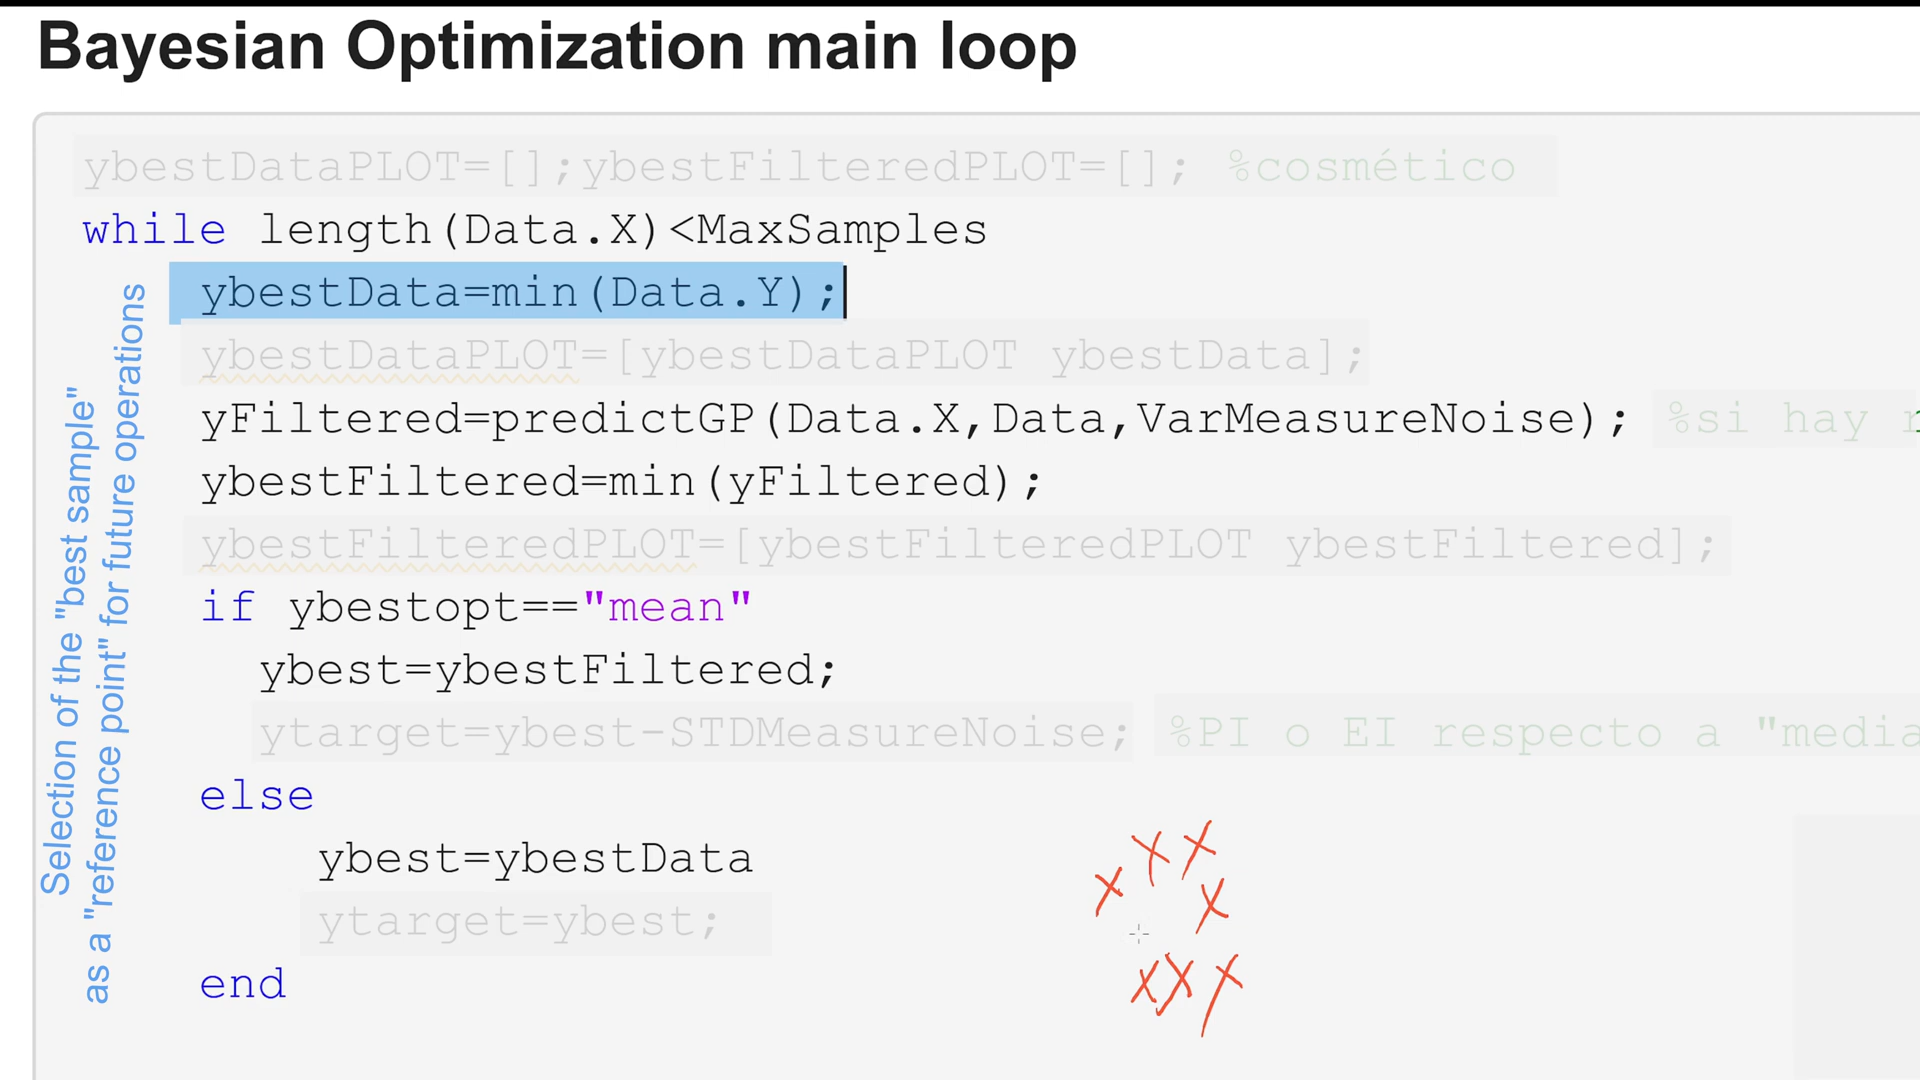 Bayesian Optimization main loop
ybestDataPLOT=[];ybestFilteredPLOT=[]; %cosmético
while length(Data.X)<MaxSamples
ybestData=min(Data.Y);
ybestDataPLOT=[ybestDataPLOT ybestData];
yFiltered=predictGP(Data.X,Data,VarMeasureNoise); %si hay
ybestFiltered=min(yFiltered);
ybestFilteredPLOT=[ybestFilteredPLOT ybestFiltered];
if ybestopt=="mean"
ybest=ybestFiltered;
ytarget=ybest-STDMeasureNoise; %PI o EI respecto a "media
else
ybest=ybestData
ytarget=ybest;
end
Selection of the "best sample"
as a "reference point" for future operations
x x x
x
x x x